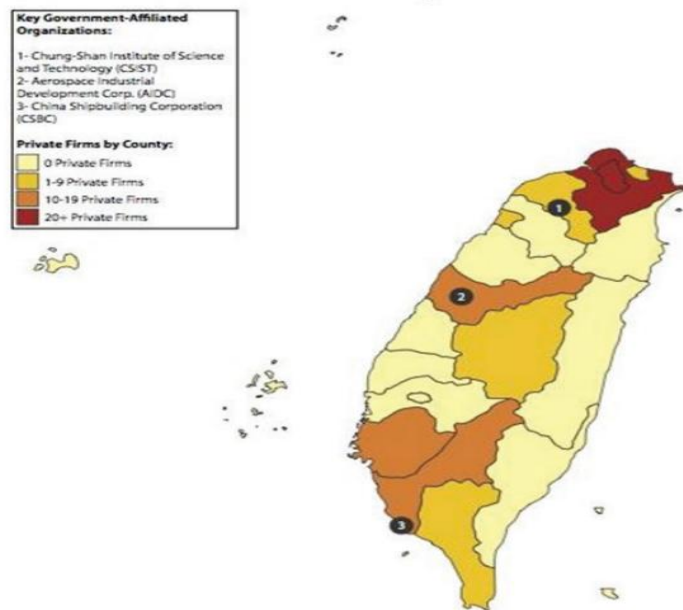 Key Government-Affiliated
Organizations:
1- Chung-Shan Institute of Science
and Technology (CSIST)
2- Aerospace Industrial
Development Corp. (AIDC)
3- China Shipbuilding Corporation
(CSBC)
Private Firms by County:
0 Private Firms
1-9 Private Firms
10-19 Private Firms
20+ Private Firms
1
2
3